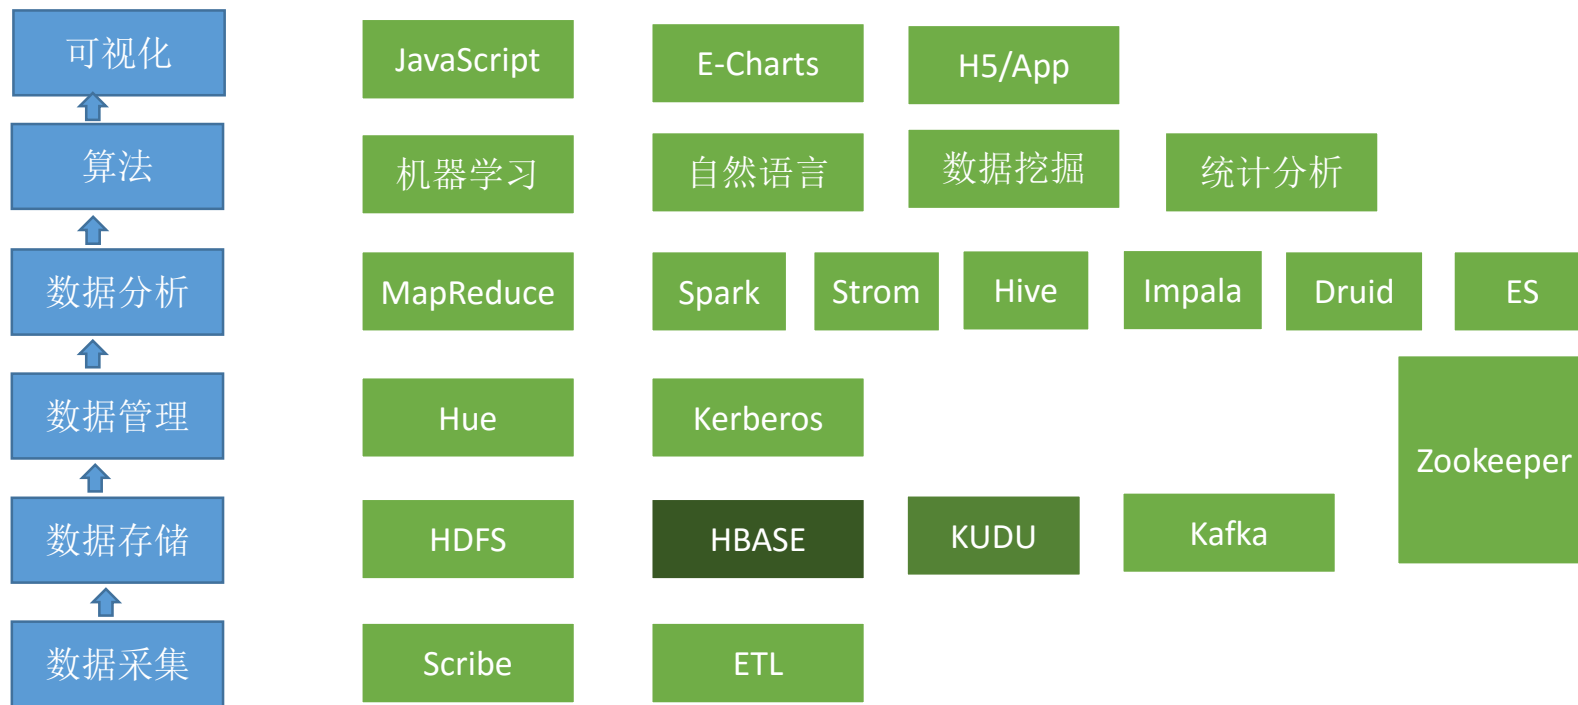 可视化
JavaScript
E-Charts
H5/App
算法
机器学习
自然语言
数据挖掘
统计分析
数据分析
MapReduce
Spark
Strom
Hive
Impala
Druid
ES
数据管理
Hue
Kerberos
Zookeeper
数据存储
HDFS
HBASE
KUDU
Kafka
数据采集
Scribe
ETL